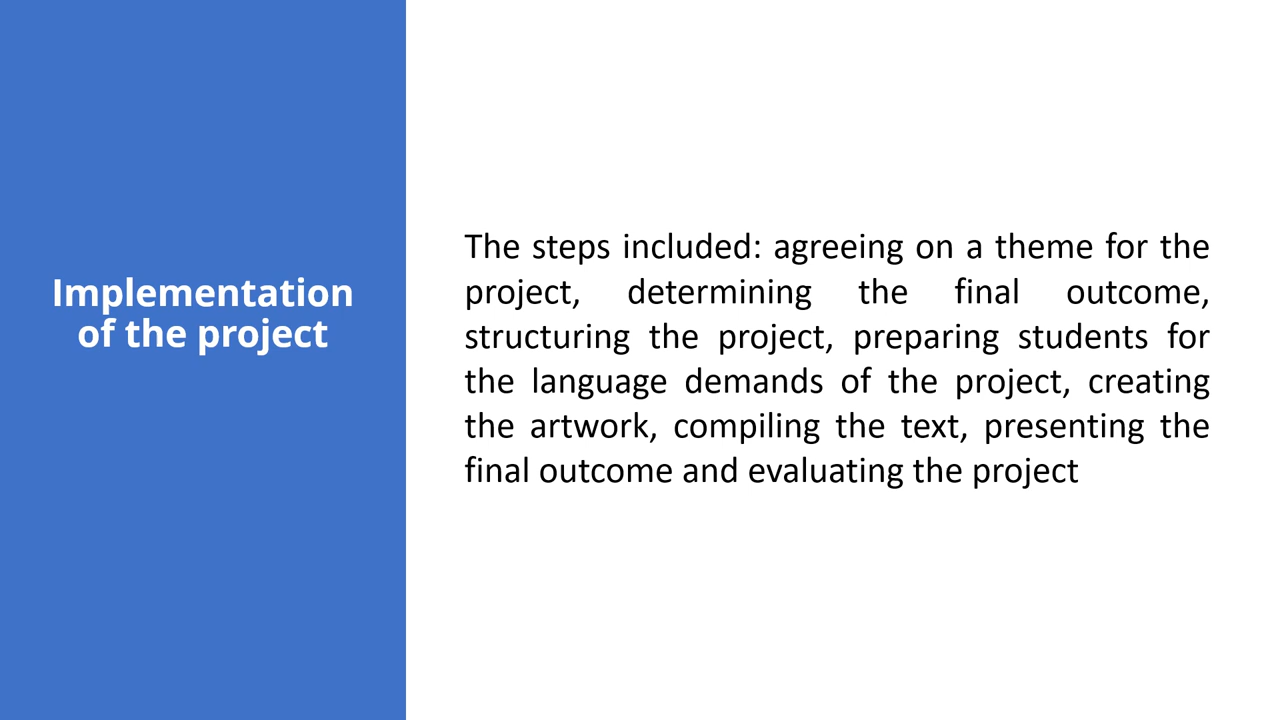 Implementation
of the project
The steps included: agreeing on a theme for the
project, determining the final outcome,
structuring the project, preparing students for
the language demands of the project, creating
the artwork, compiling the text, presenting the
final outcome and evaluating the project